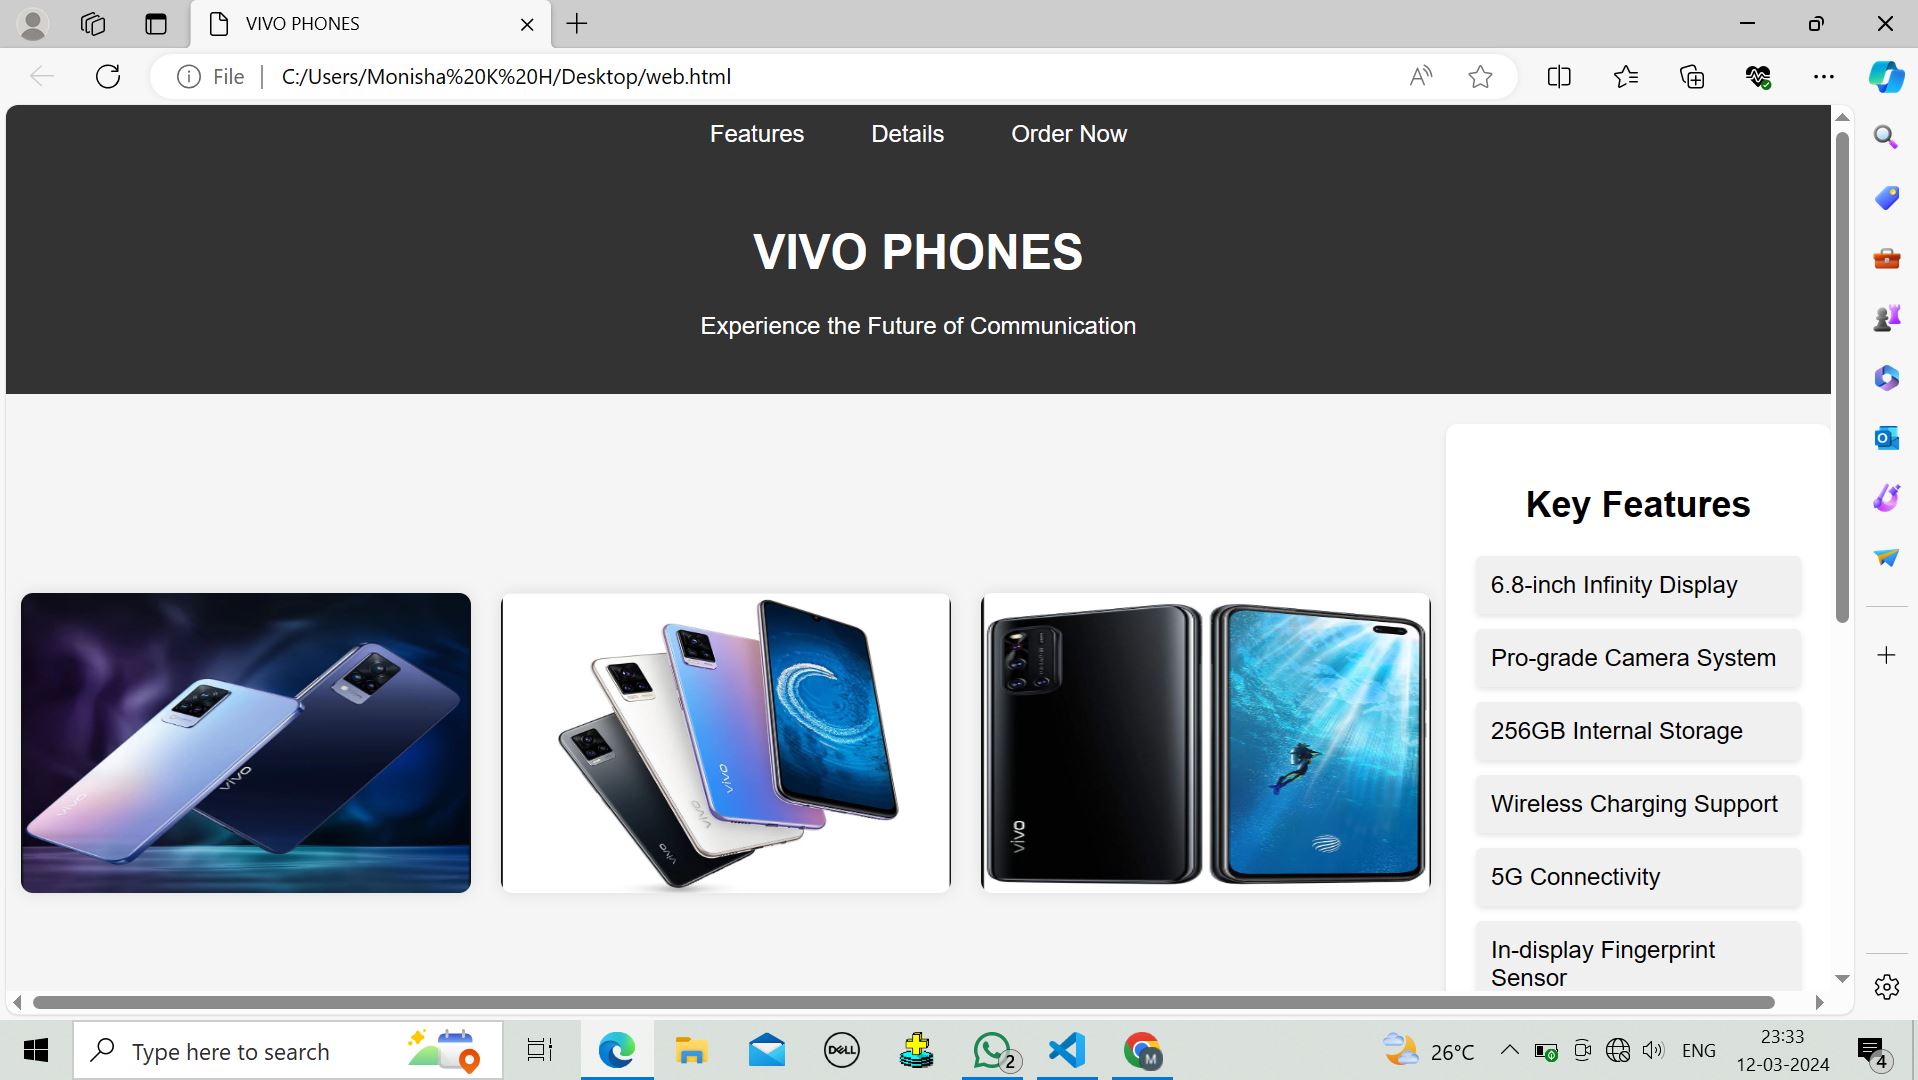 VIVO PHONES
File
C:/Users/Monisha%20K%20H/Desktop/web.html
Features Details Order Now
VIVO PHONES
Experience the Future of Communication
Key Features
6.8-inch Infinity Display
Pro-grade Camera System
256GB Internal Storage
Wireless Charging Support
5G Connectivity
In-display Fingerprint
Sensor
vivo
vivo
vivo
vivo
vivo
vivo
Type here to search
DELL
2
M
26°C
ENG
23:33
12-03-2024
4